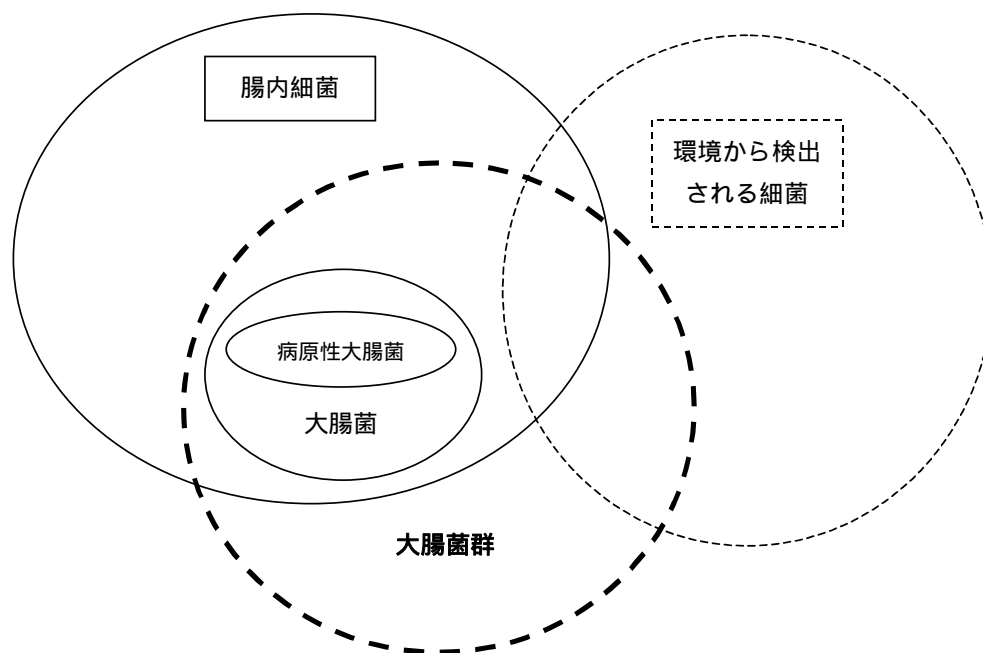 腸内細菌
環境から検出
される細菌
病原性大腸菌
大腸菌
大腸菌群